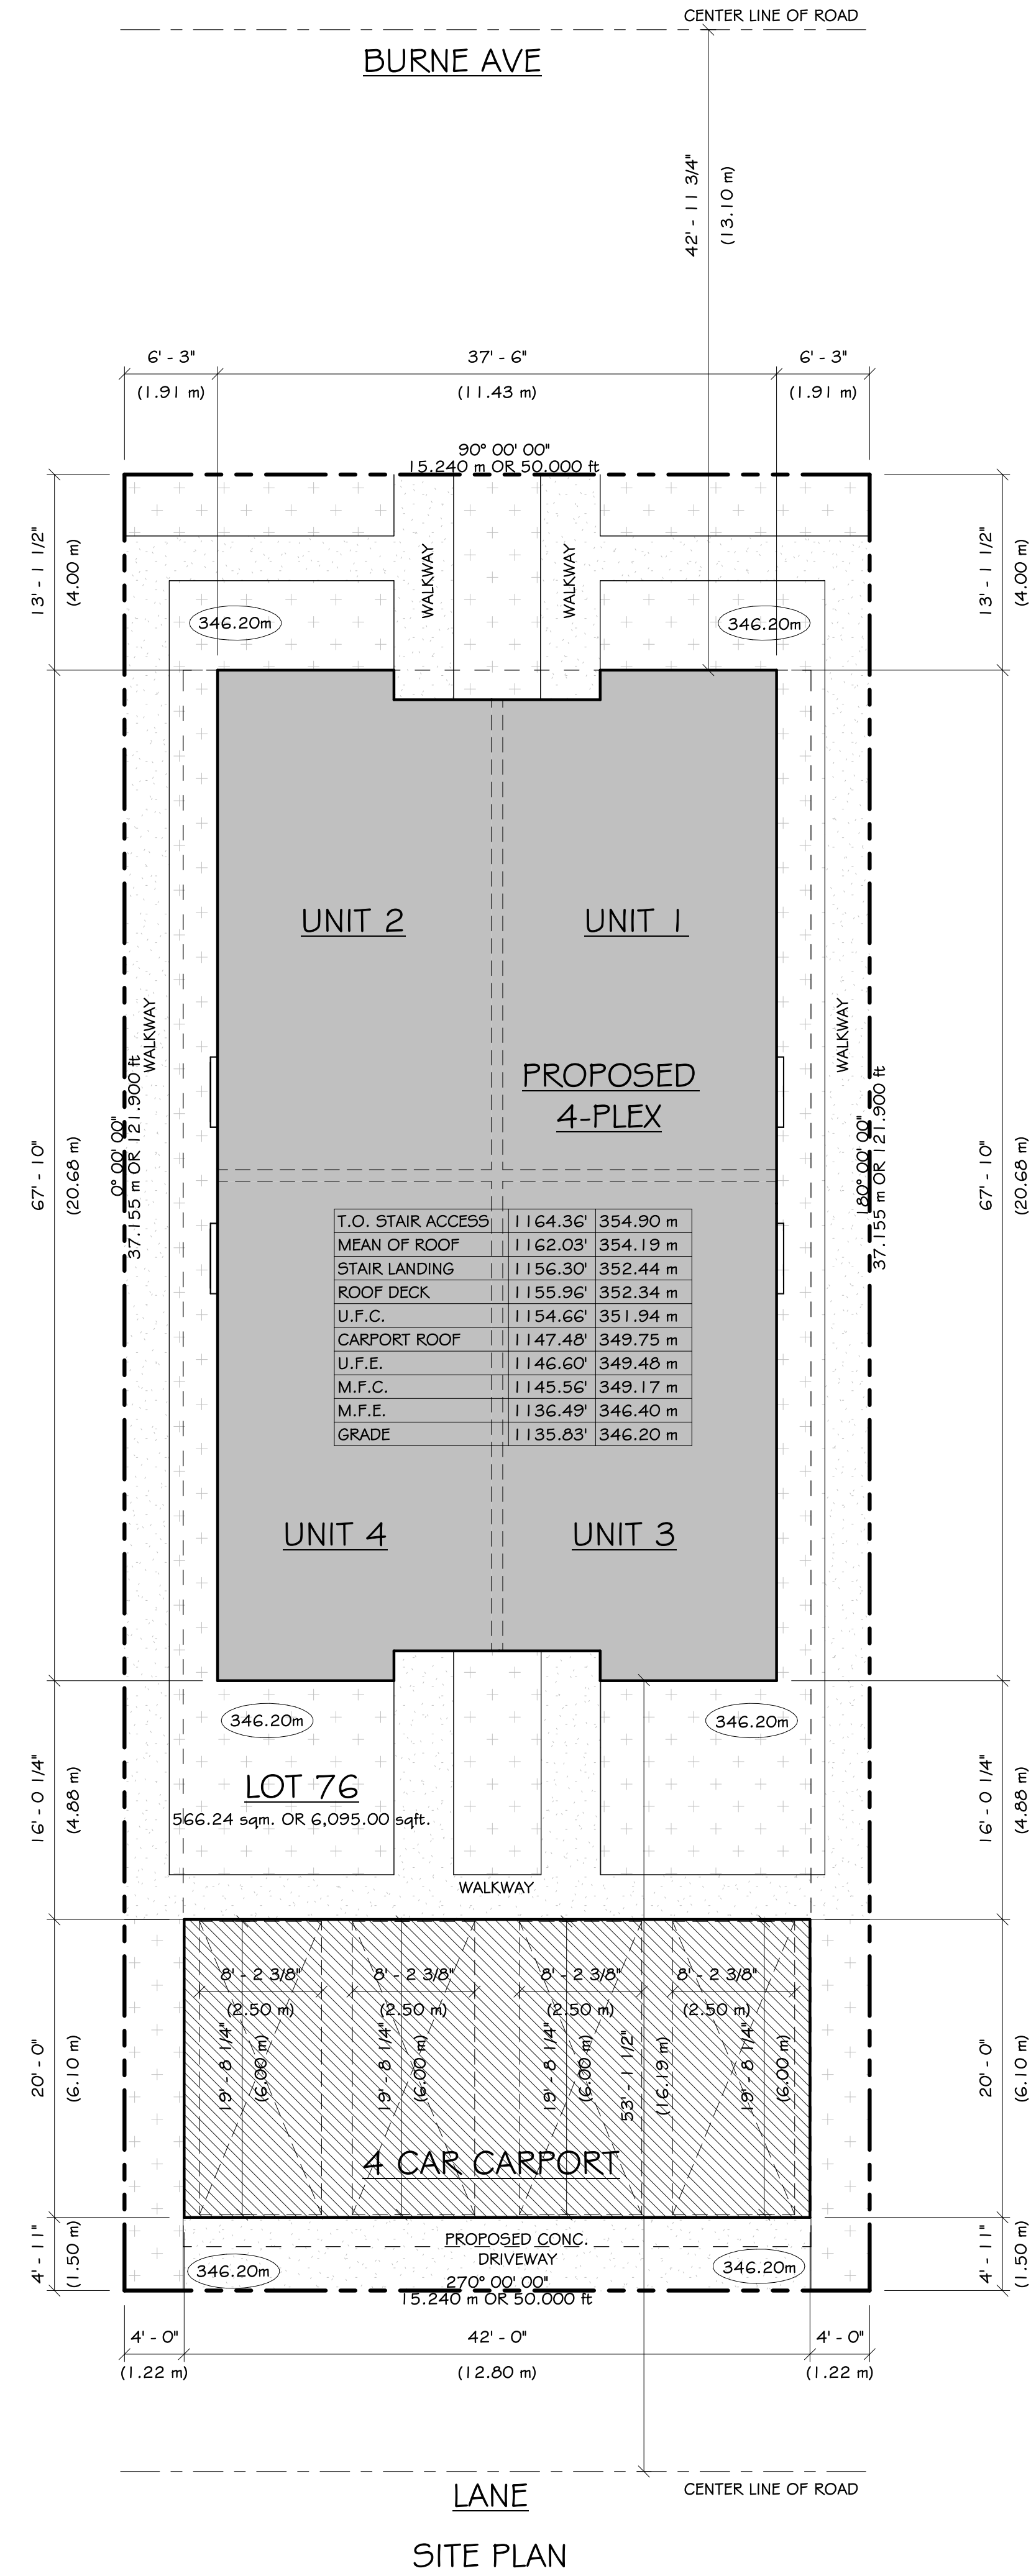 CENTER LINE OF ROAD
BURNE AVE
42' - 11 3/4"
(13.10 m)
6' - 3"
37' - 6"
6' - 3"
(1.91 m)
(11.43 m)
(1.91 m)
90° 00' 00"
15.240 m OR 50.000 ft
13' - 1 1/2"
(4.00 m)
WALKWAY
WALKWAY
13' - 1 1/2"
(4.00 m)
346.20m
346.20m
UNIT 2
UNIT 1
WALKWAY
WALKWAY
PROPOSED
4-PLEX
67' - 10"
(20.68 m)
0° 00' 00"
37.155 m OR 121.900 ft
180° 00' 00"
37.155 m OR 121.900 ft
67' - 10"
(20.68 m)
T.O. STAIR ACCESS 1164.36' 354.90 m
MEAN OF ROOF 1162.03' 354.19 m
STAIR LANDING 1156.30' 352.44 m
ROOF DECK 1155.96' 352.34 m
U.F.C. 1154.66' 351.94 m
CARPORT ROOF 1147.48' 349.75 m
U.F.E. 1146.60' 349.48 m
M.F.C. 1145.56' 349.17 m
M.F.E. 1136.49' 346.40 m
GRADE 1135.83' 346.20 m
UNIT 4
UNIT 3
346.20m
346.20m
16' - 0 1/4"
(4.88 m)
LOT 76
566.24 sqm. OR 6,095.00 sqft.
16' - 0 1/4"
(4.88 m)
WALKWAY
8' - 2 3/8"
8' - 2 3/8"
8' - 2 3/8"
8' - 2 3/8"
(2.50 m)
(2.50 m)
(2.50 m)
(2.50 m)
20' - 0"
(6.10 m)
19' - 8 1/4"
(6.00 m)
19' - 8 1/4"
(6.00 m)
19' - 8 1/4"
(6.00 m)
53' - 1 1/2"
(16.19 m)
19' - 8 1/4"
(6.00 m)
20' - 0"
(6.10 m)
4 CAR CARPORT
4' - 11"
(1.50 m)
PROPOSED CONC.
DRIVEWAY
4' - 11"
(1.50 m)
346.20m
346.20m
270° 00' 00"
15.240 m OR 50.000 ft
4' - 0"
42' - 0"
4' - 0"
(1.22 m)
(12.80 m)
(1.22 m)
LANE
CENTER LINE OF ROAD
SITE PLAN